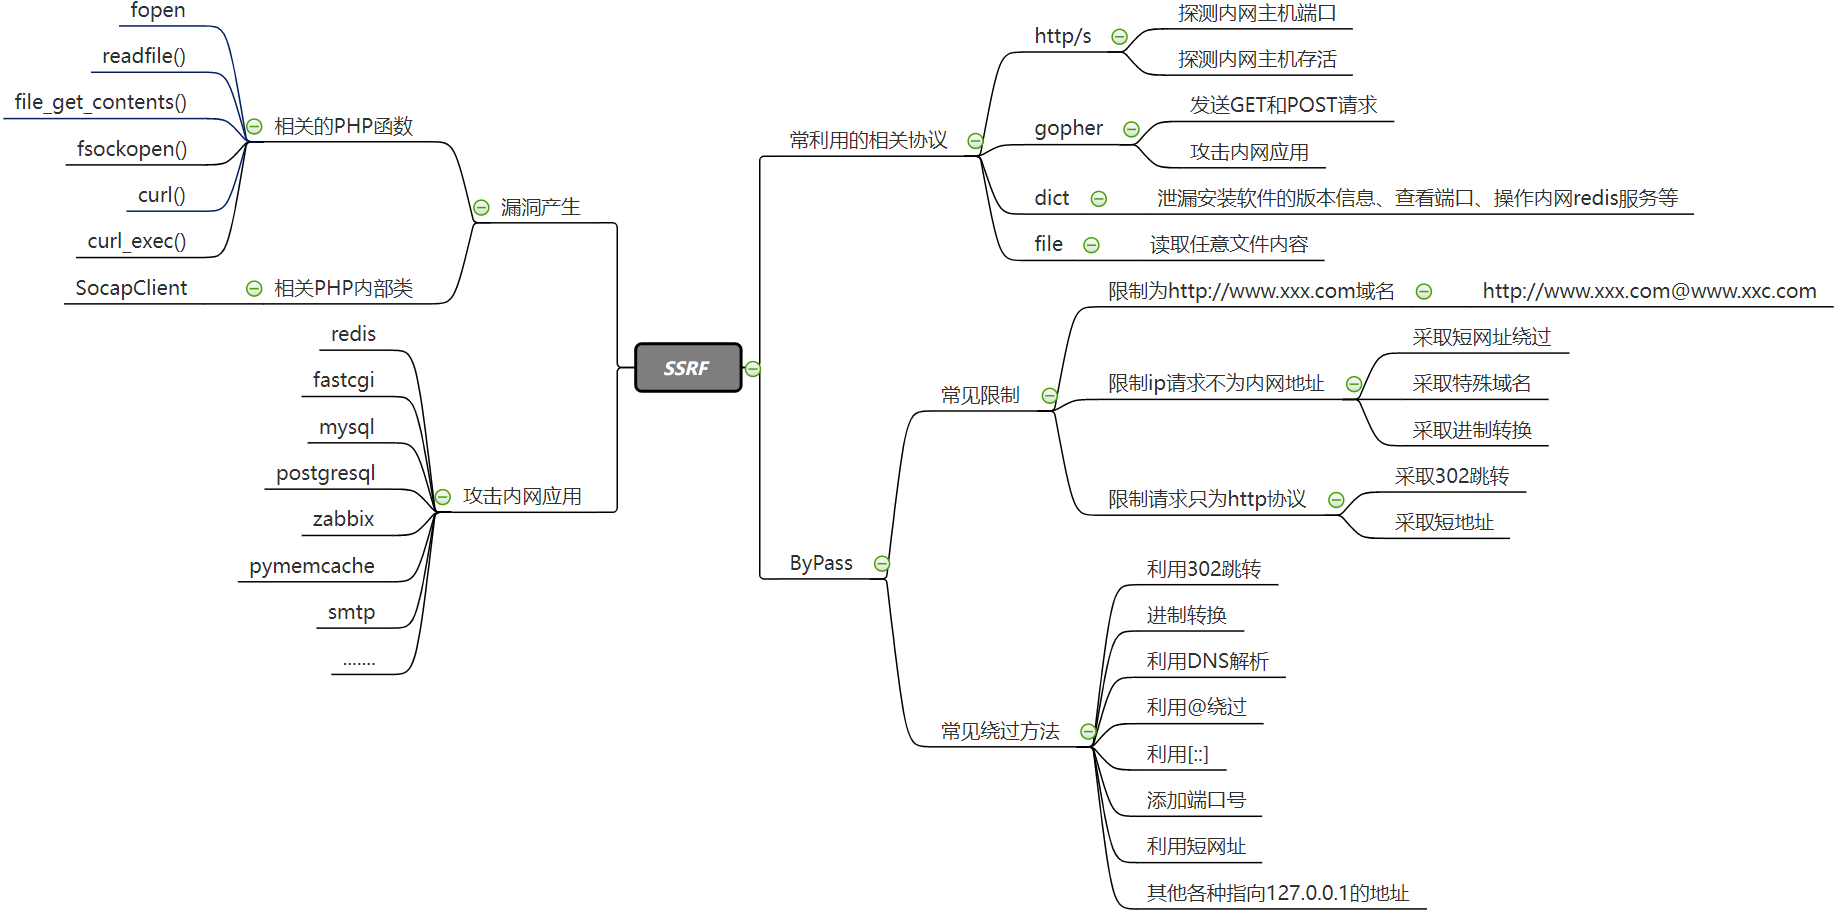 fopen
readfile()
file_get_contents()
fsockopen()
curl()
curl_exec()
相关的PHP函数
SocapClient
相关PHP内部类
漏洞产生
redis
fastcgi
mysql
postgresql
zabbix
pymemcache
smtp
.......
攻击内网应用
SSRF
常利用的相关协议
http/s
探测内网主机端口
探测内网主机存活
gopher
发送GET和POST请求
攻击内网应用
dict
泄漏安装软件的版本信息、查看端口、操作内网redis服务等
file
读取任意文件内容
ByPass
常见限制
限制为http://www.xxx.com域名
http://www.xxx.com@www.xxc.com
限制ip请求不为内网地址
采取短网址绕过
采取特殊域名
采取进制转换
限制请求只为http协议
采取302跳转
采取短地址
常见绕过方法
利用302跳转
进制转换
利用DNS解析
利用@绕过
利用[::]
添加端口号
利用短网址
其他各种指向127.0.0.1的地址